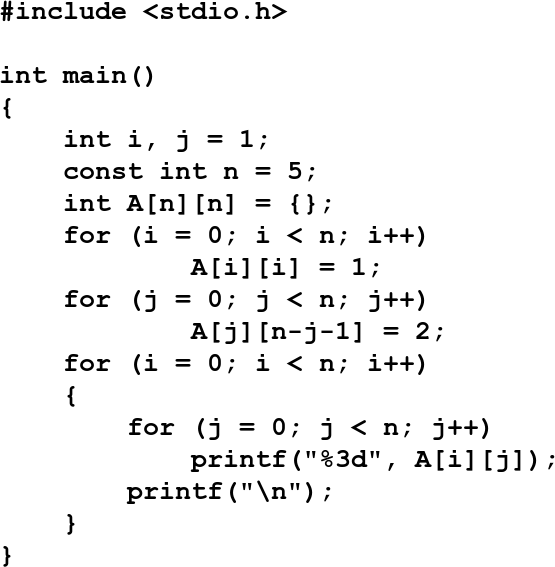 #include <stdio.h>

int main()
{
    int i, j = 1;
    const int n = 5;
    int A[n][n] = {};
    for (i = 0; i < n; i++)
            A[i][i] = 1;
    for (j = 0; j < n; j++)
            A[j][n-j-1] = 2;
    for (i = 0; i < n; i++)
    {
        for (j = 0; j < n; j++)
            printf("%3d", A[i][j]);
        printf("\n");
    }
}